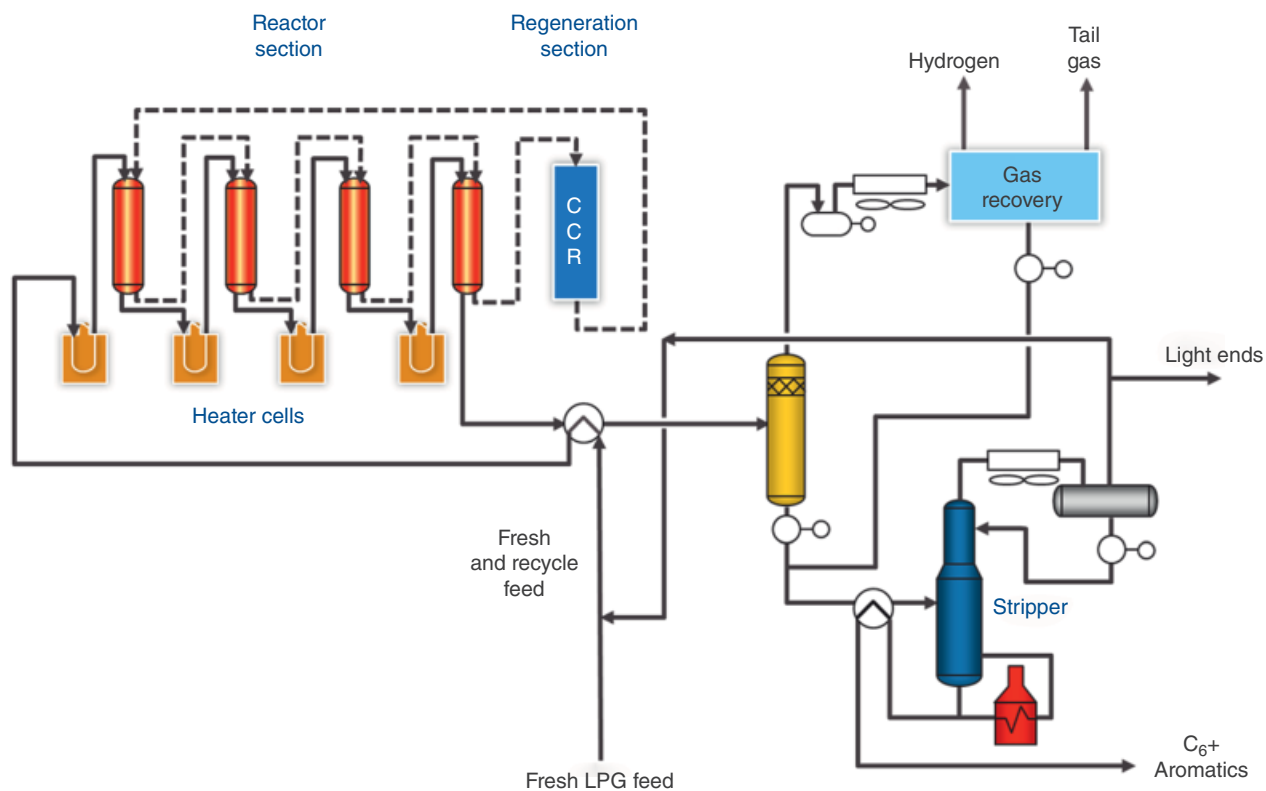 Reactor
section
Regeneration
section
Hydrogen
Tail
gas
Gas
recovery
C
C
R
Light ends
Heater cells
Fresh
and recycle
feed
Stripper
Fresh LPG feed
C₆+
Aromatics